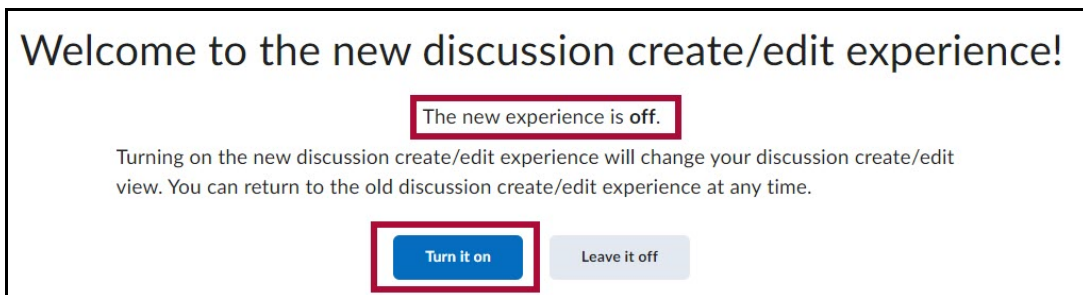 Welcome to the new discussion create/edit experience!
The new experience is off.
Turning on the new discussion create/edit experience will change your discussion create/edit
view. You can return to the old discussion create/edit experience at any time.
Turn it on Leave it off